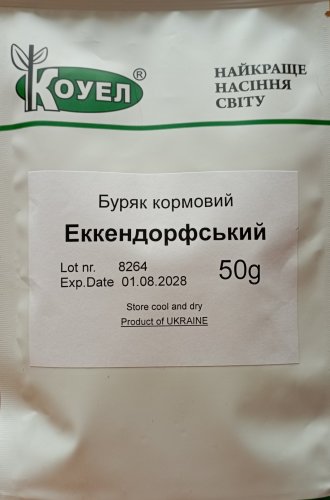 КОУЕЛ®
НАЙКРАЩЕ
НАСІННЯ
СВІТУ
Буряк кормовий
Еккендорфський
Lot nr. 8264
Exp.Date 01.08.2028
50g
Store cool and dry
Product of UKRAINE